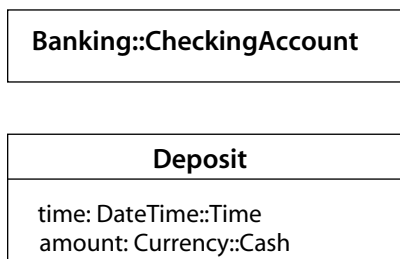 Banking::CheckingAccount
Deposit
time: DateTime::Time
amount: Currency::Cash